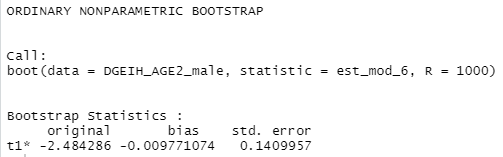 ORDINARY NONPARAMETRIC BOOTSTRAP
Call:
boot(data = DGEIH_AGE2_male, statistic = est_mod_6, R = 1000)
Bootstrap Statistics :
original bias std. error
t1* -2.484286 -0.009771074 0.1409957